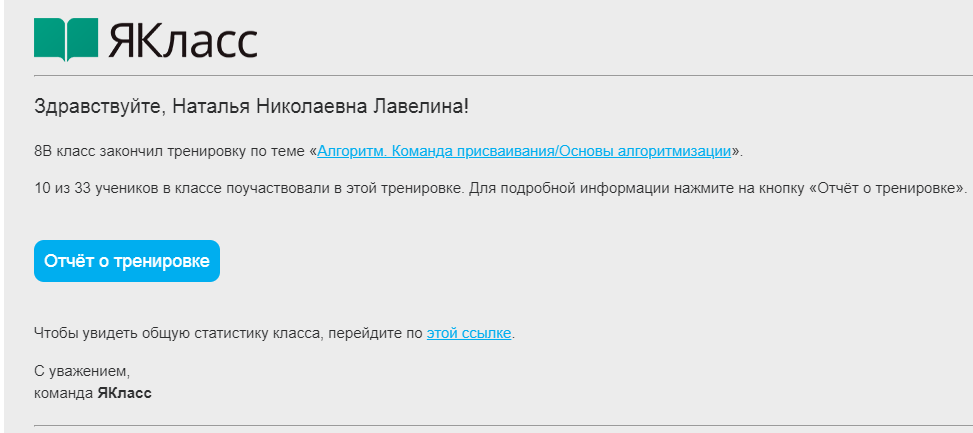 ЯКласс
Здравствуйте, Наталья Николаевна Лавелина!
8В класс закончил тренировку по теме «Алгоритм. Команда присваивания/Основы алгоритмизации».
10 из 33 учеников в классе поучаствовали в этой тренировке. Для подробной информации нажмите на кнопку «Отчёт о тренировке».
Отчёт о тренировке
Чтобы увидеть общую статистику класса, перейдите по этой ссылке.
С уважением,
команда ЯКласс